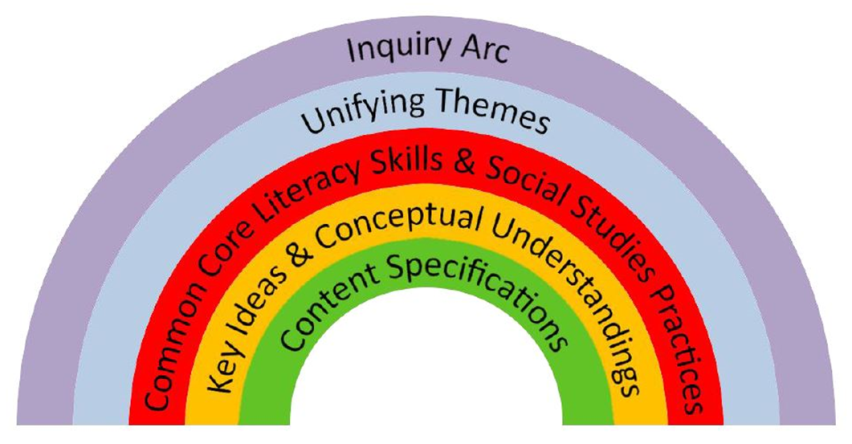 Inquiry Arc
Unifying Themes
Common Core Literacy Skills & Social Studies Practices
Key Ideas & Conceptual Understandings
Content Specifications